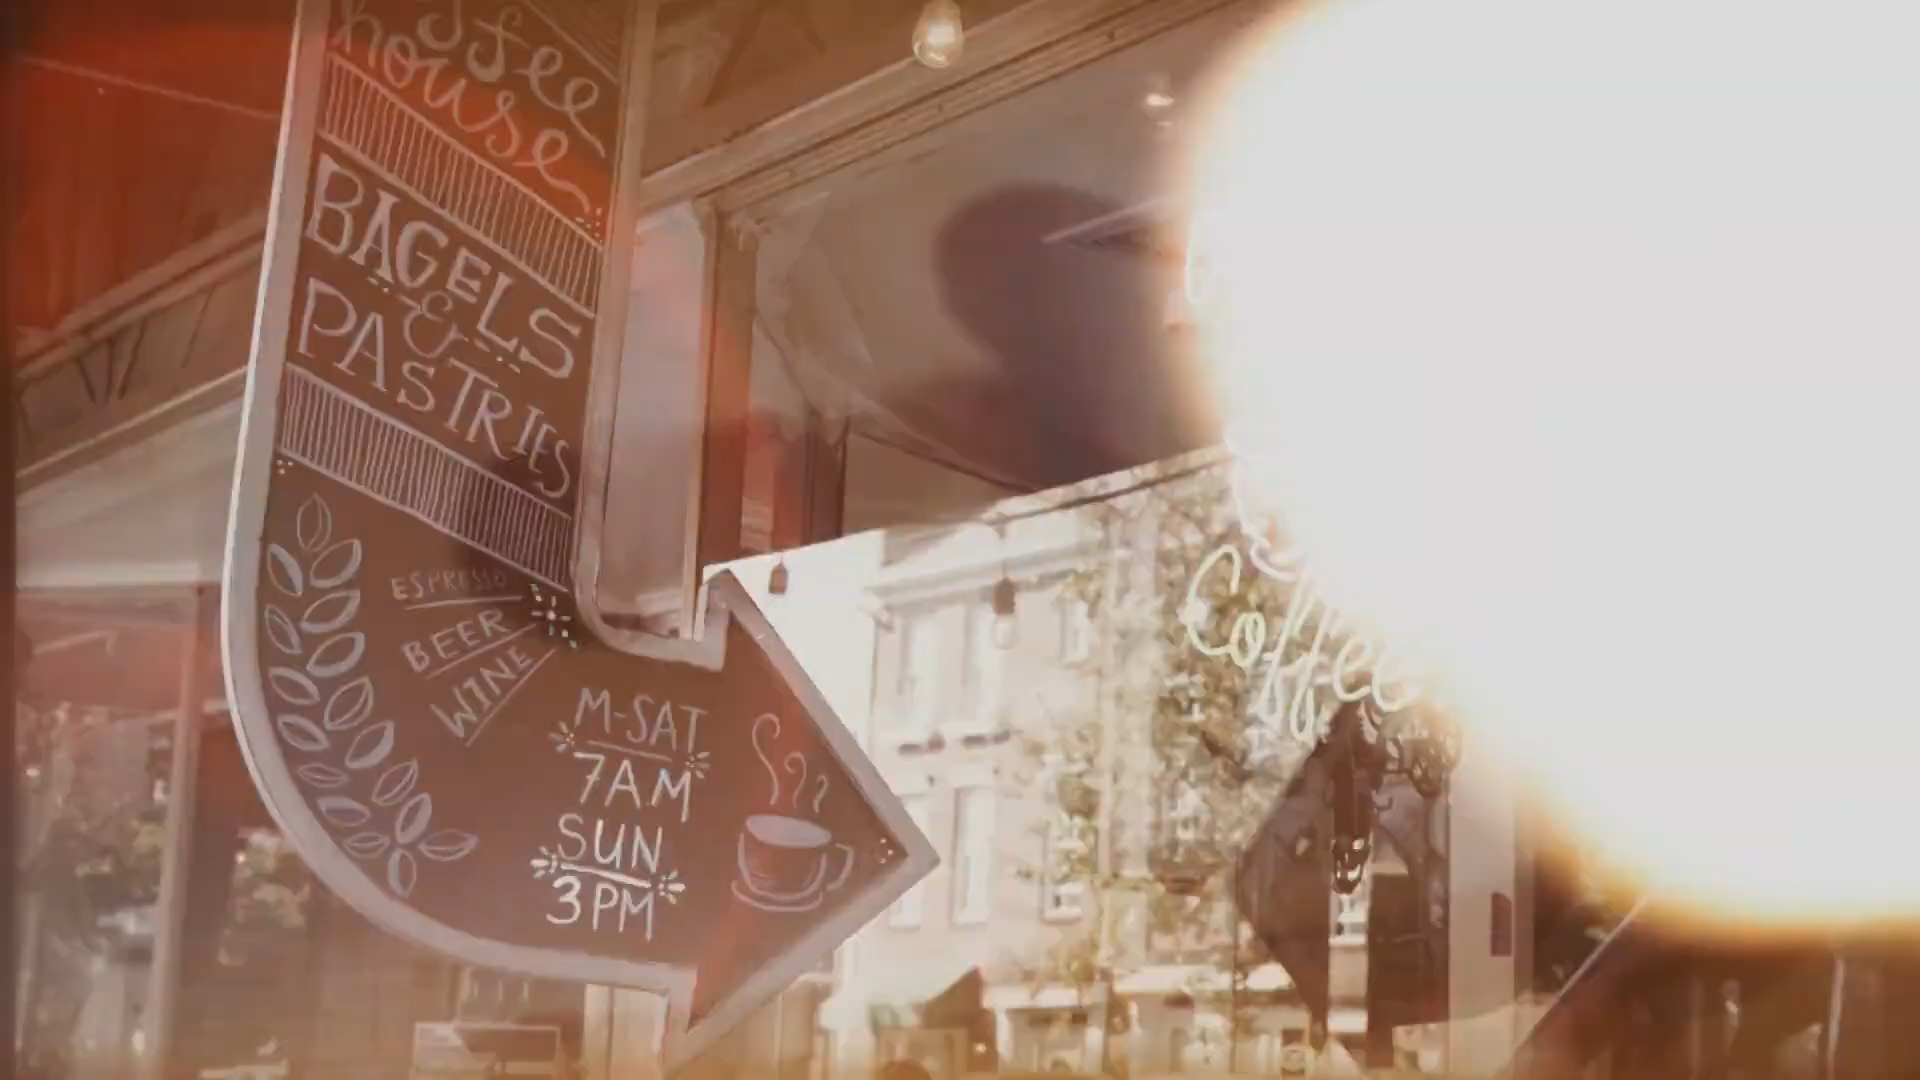 house
BAGELS
&
PASTRIES
ESPRESSO
BEER
WINE
M-SAT
7AM
SUN
3PM
Coffee